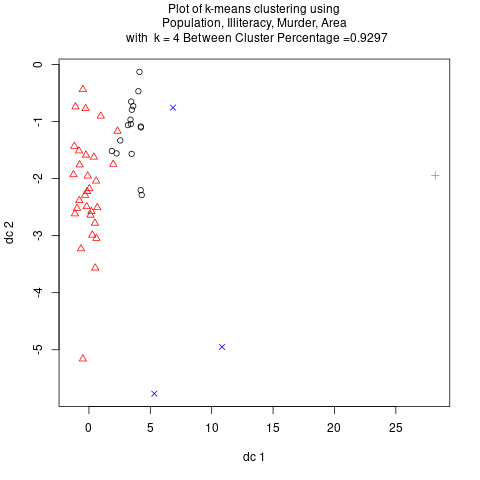 Plot of k-means clustering using
Population, Illiteracy, Murder, Area
with k = 4 Between Cluster Percentage =0.9297
0
-1
-2
-3
-4
-5
dc 2
0
5
10
15
20
25
dc 1